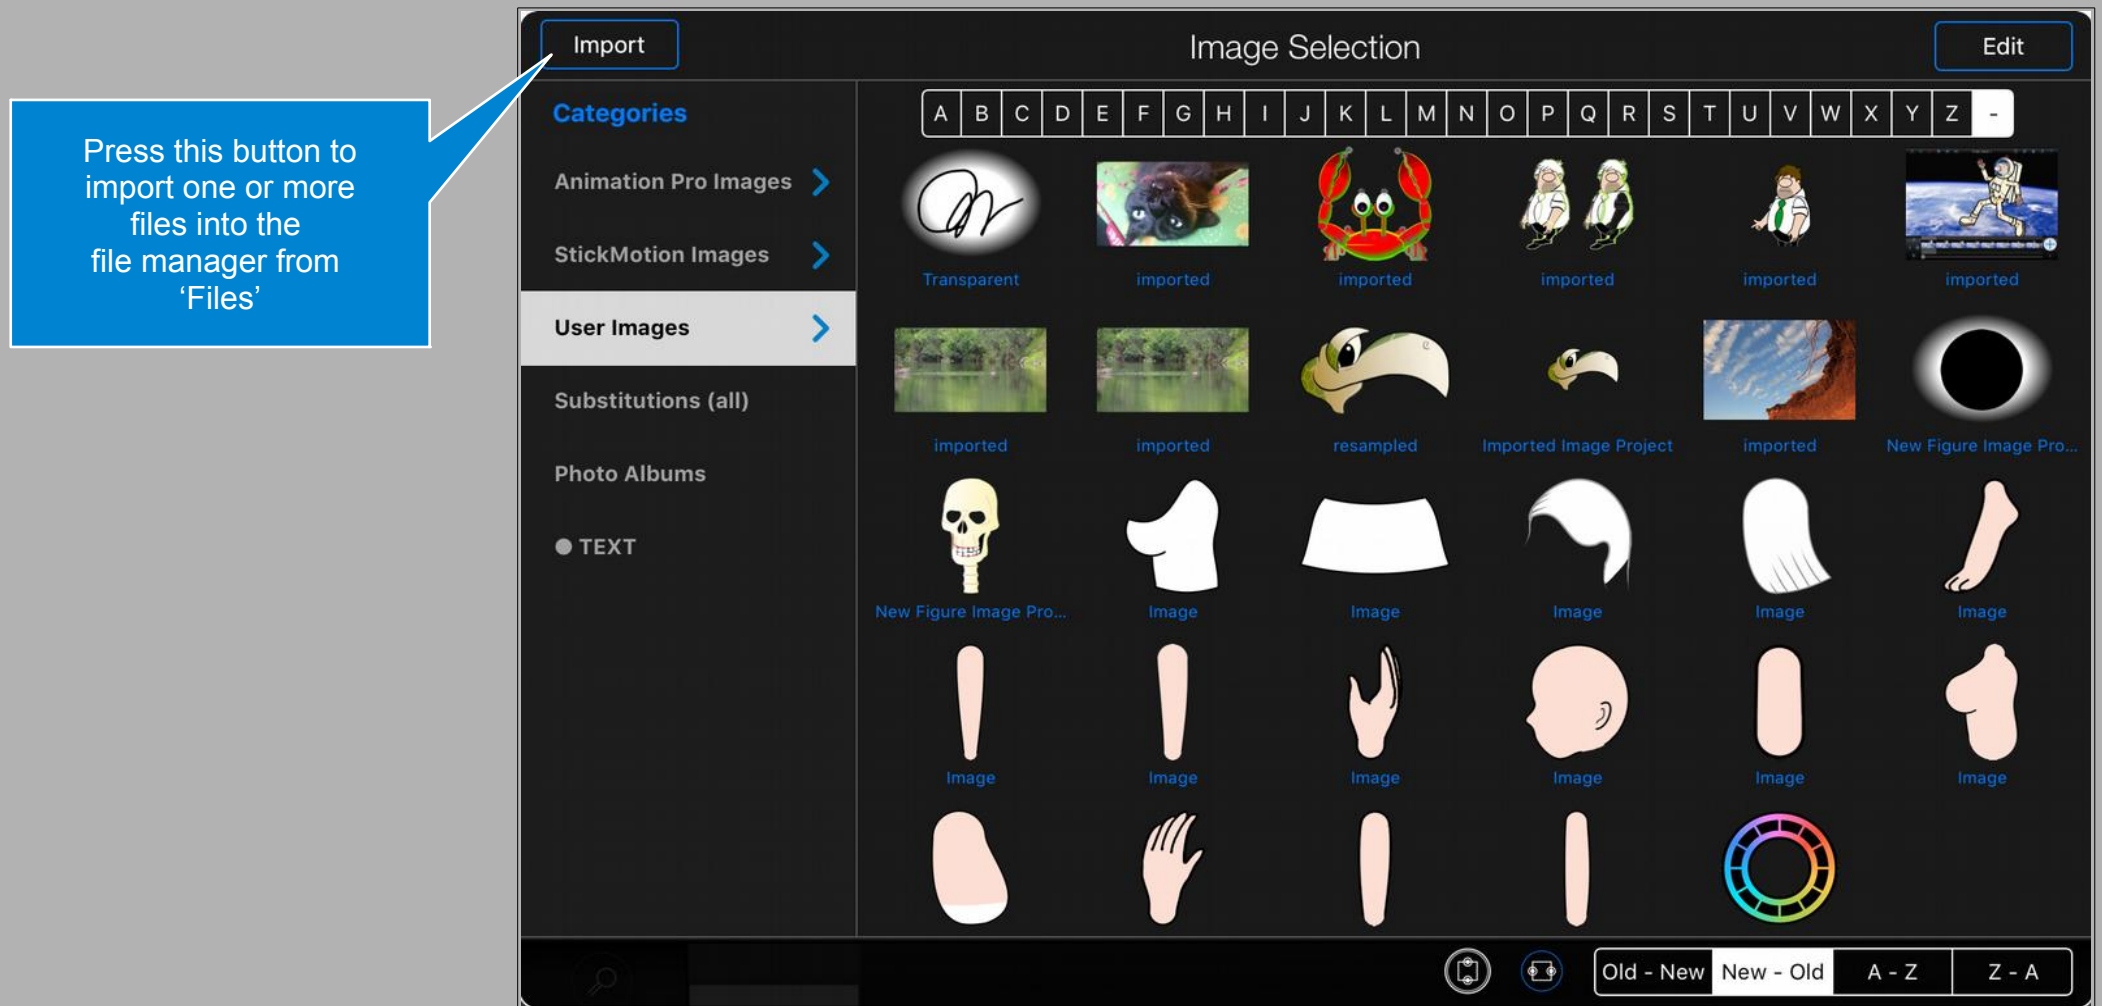 Press this button to
import one or more
files into the
file manager from
‘Files’
Import
Image Selection
Edit
Categories
Animation Pro Images
StickMotion Images
User Images
Substitutions (all)
Photo Albums
TEXT
A B C D E F G H I J K L M N O P Q R S T U V W X Y Z -
Transparent imported imported imported imported imported
imported imported resampled Imported Image Project imported New Figure Image Pro...
New Figure Image Pro... Image Image Image Image Image
Image Image Image Image Image Image
Old - New New - Old A - Z Z - A